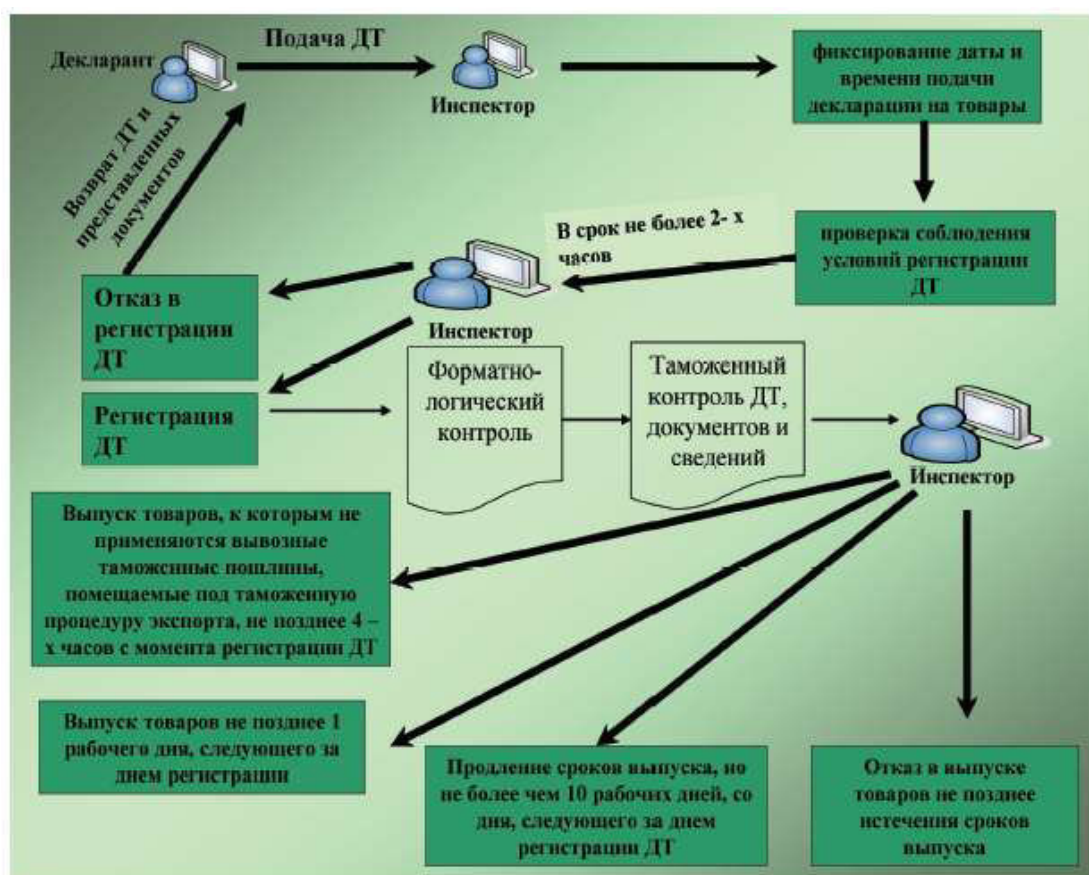 Декларант
Подача ДТ
Инспектор
фиксирование даты и
времени подачи
декларации на товары
Возврат ДТ и
представленных
документов
В срок не более 2- х
часов
проверка соблюдения
условий регистрации
ДТ
Отказ в
регистрации
ДТ
Инспектор
Регистрация
ДТ
Форматно-
логический
контроль
Таможенный
контроль ДТ,
документов и
сведений
Инспектор
Выпуск товаров, к которым не
применяются вывозные
таможенные пошлины,
помещаемые под таможенную
процедуру экспорта, не позднее 4 –
х часов с момента регистрации ДТ
Выпуск товаров не позднее 1
рабочего дня, следующего за
днем регистрации
Продление сроков выпуска, но
не более чем 10 рабочих дней, со
дня, следующего за днем
регистрации ДТ
Отказ в выпуске
товаров не позднее
истечения сроков
выпуска